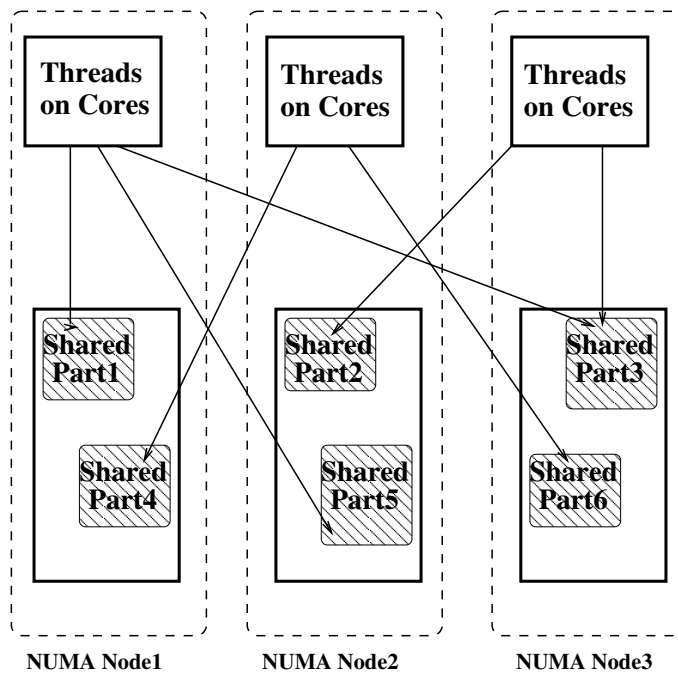 Threads
on Cores
Threads
on Cores
Threads
on Cores
Shared
Part1
Shared
Part2
Shared
Part3
Shared
Part4
Shared
Part5
Shared
Part6
NUMA Node1
NUMA Node2
NUMA Node3